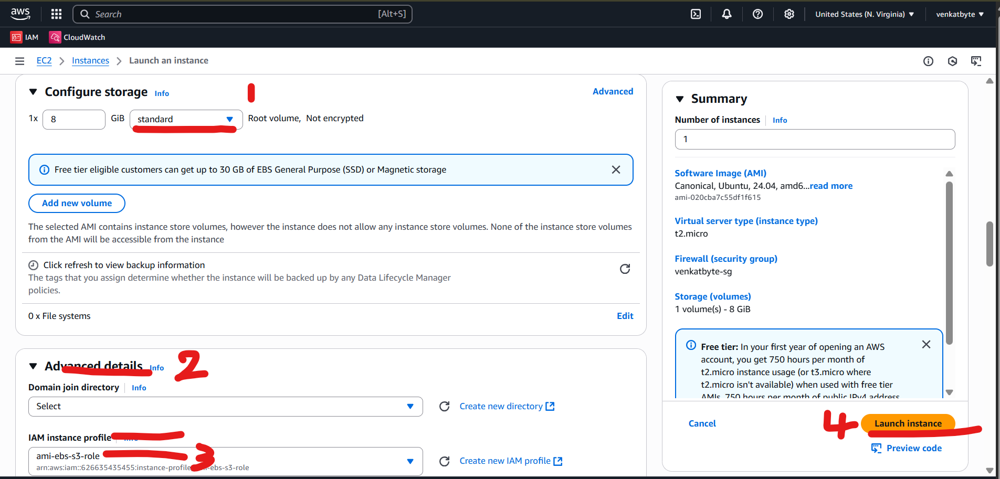 aws
Search [Alt+S]
United States (N. Virginia)
venkatbyte
IAM
CloudWatch
EC2
Instances
Launch an instance
Configure storage Info
1
Advanced
1x 8 GiB standard Root volume, Not encrypted
Free tier eligible customers can get up to 30 GB of EBS General Purpose (SSD) or Magnetic storage
Add new volume
The selected AMI contains instance store volumes, however the instance does not allow any instance store volumes. None of the instance store volumes
from the AMI will be accessible from the instance
Click refresh to view backup information
The tags that you assign determine whether the instance will be backed up by any Data Lifecycle Manager
policies.
0 x File systems
Edit
Advanced details Info
2
Domain join directory Info
Select
Create new directory
IAM instance profile
ami-ebs-s3-role
3
arn:aws:iam::626635435455:instance-profile -ebs-s3-role
Create new IAM profile
Summary
Number of instances Info
1
Software Image (AMI)
Canonical, Ubuntu, 24.04, amd6...read more
ami-020cba7c55df1f615
Virtual server type (instance type)
t2.micro
Firewall (security group)
venkatbyte-sg
Storage (volumes)
1 volume(s) - 8 GiB
Free tier: In your first year of opening an AWS
account, you get 750 hours per month of
t2.micro instance usage (or t3.micro where
t2.micro isn't available) when used with free tier
AMIs, 750 hours per month of public IPv4 address
Cancel
4
Launch instance
Preview code